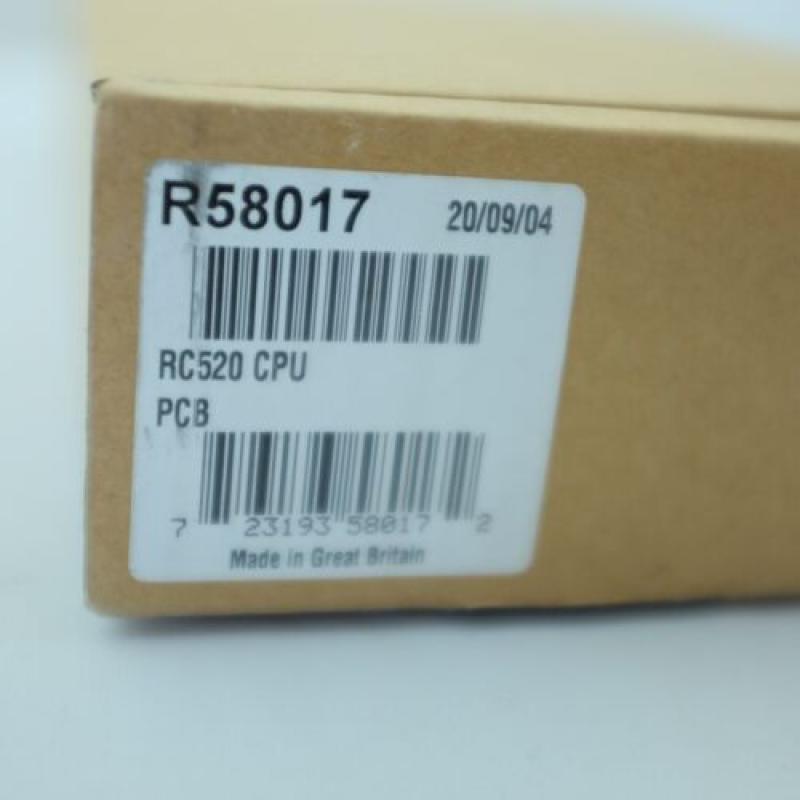 R58017 20/09/04
RC520 CPU
PCB
7 23193 58017 2
Made in Great Britain